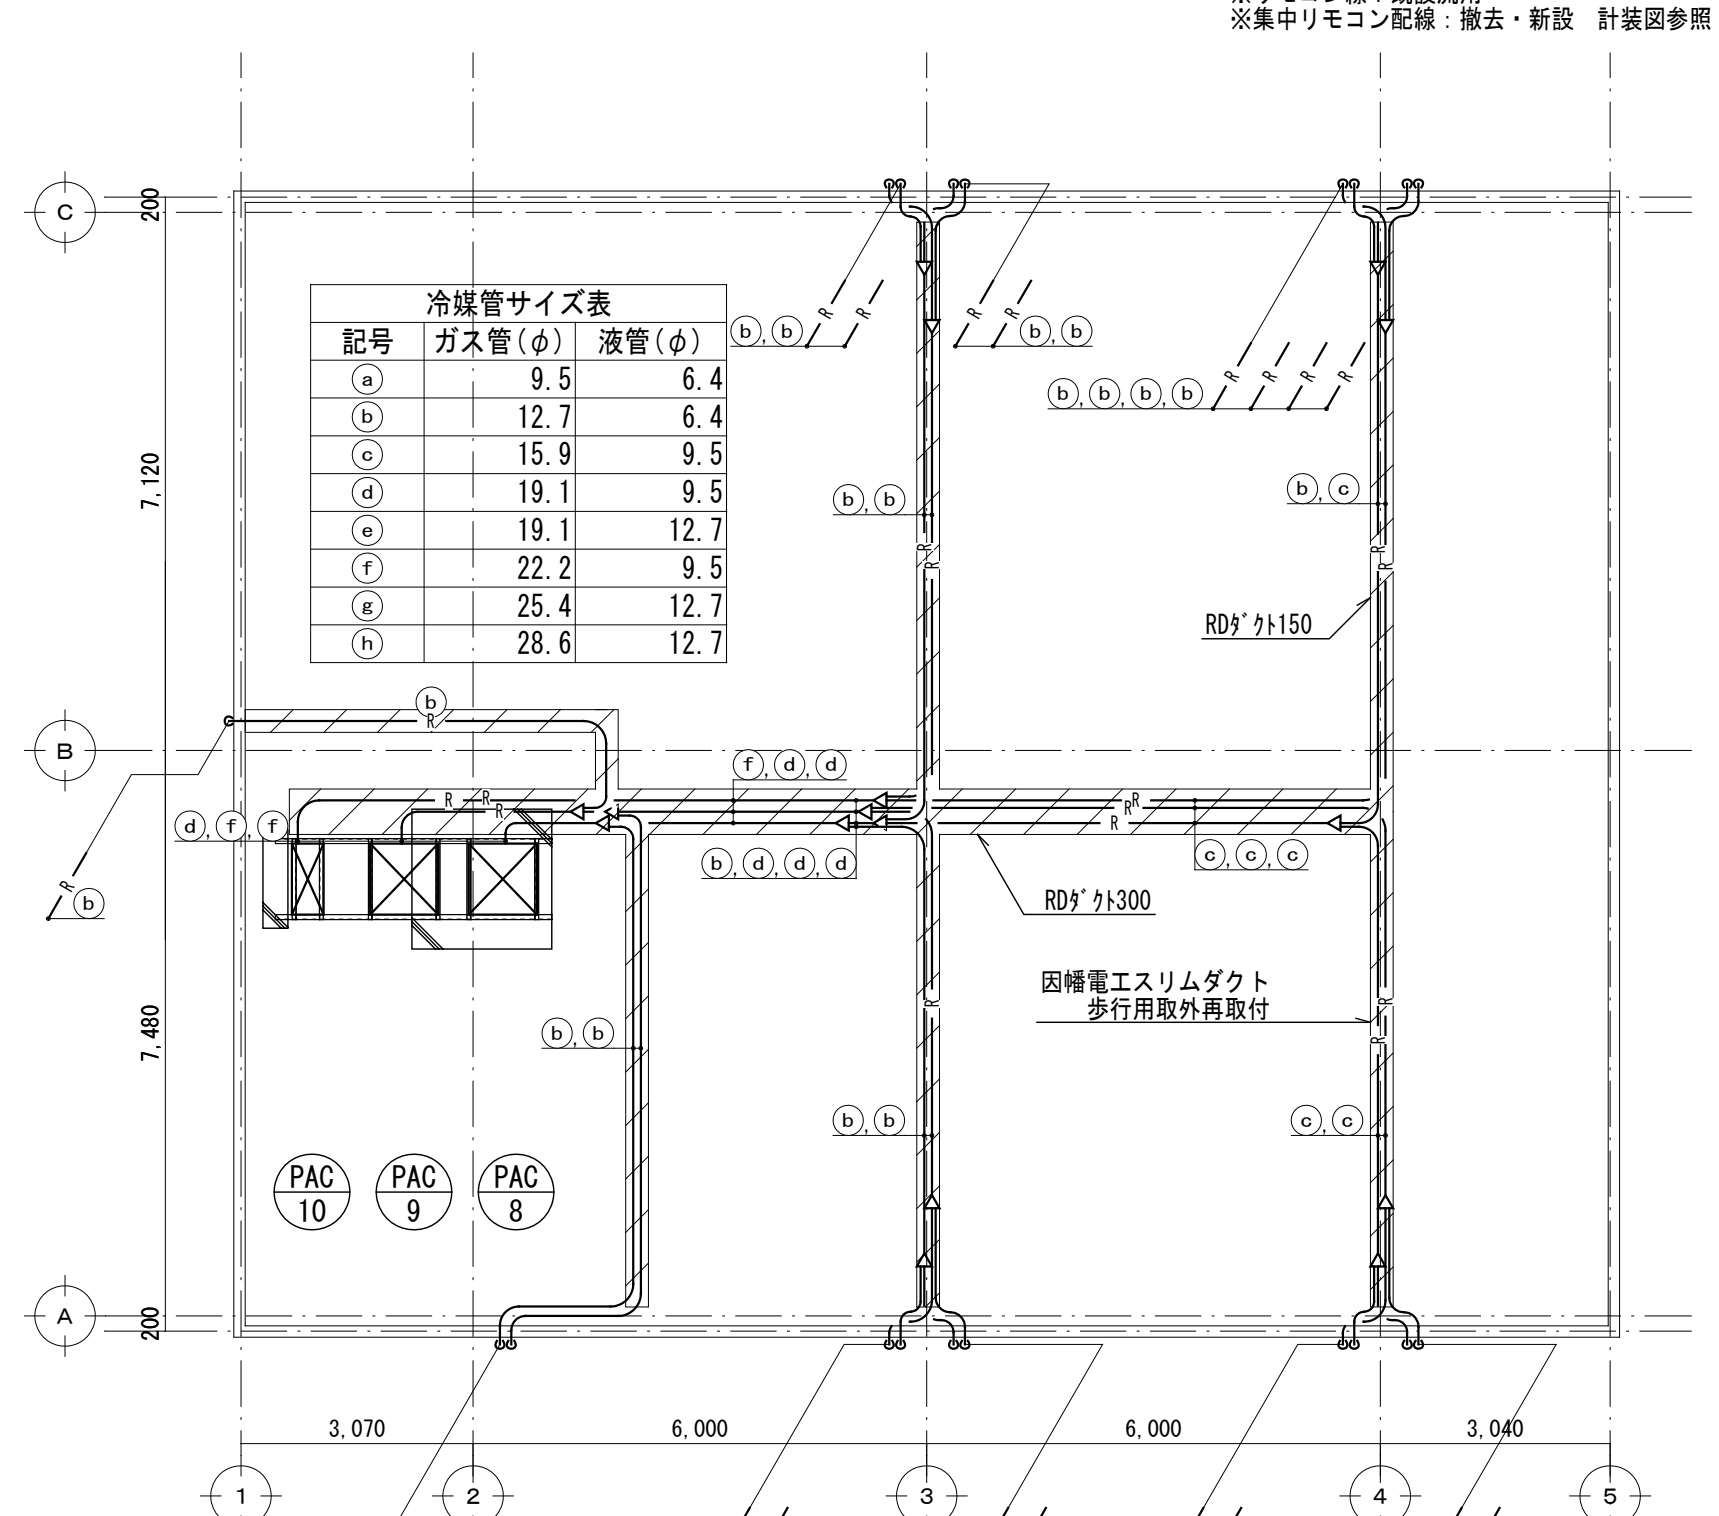 ※集中リモコン配線：撤去・新設　計装図参照
C
200
冷媒管サイズ表
記号 ガス管(φ) 液管(φ)
a 9.5 6.4
b 12.7 6.4
c 15.9 9.5
d 19.1 9.5
e 19.1 12.7
f 22.2 9.5
g 25.4 12.7
h 28.6 12.7
b, b
R R
R R
b, b
b, b, b, b
R R R R
7,120
b, b
b, c
R
R
R
R
RDダクト150
b
R
B
f, d, d
R R
R
R
R
R
d, f, f
b, d, d, d
c, c, c
R
b
RDダクト300
因幡電工スリムダクト
歩行用取外再取付
7,480
R
R
R
b, b
b, b
c, c
PAC
10
PAC
9
PAC
8
A
200
3,070
6,000
6,000
3,040
1
2
3
4
5